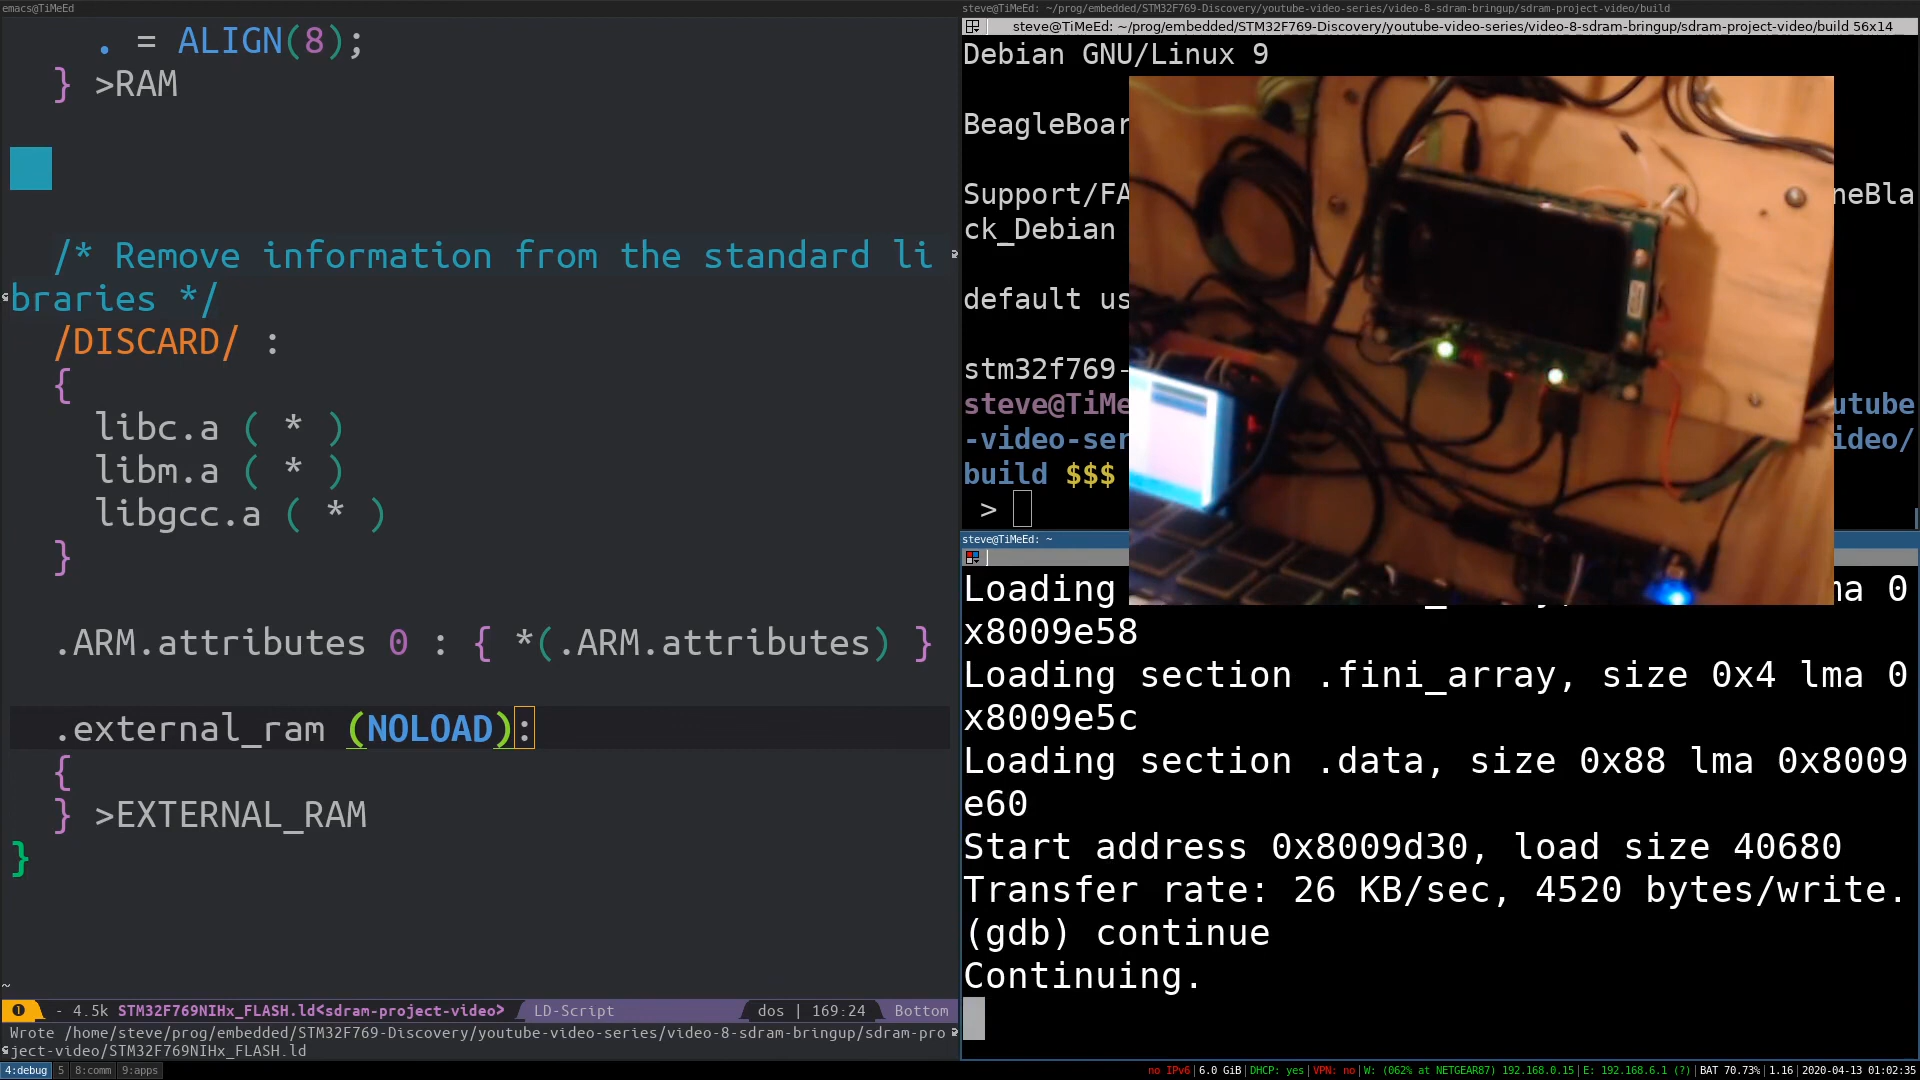 emacs@TiMeEd
. = ALIGN(8);
} >RAM
/* Remove information from the standard li
braries */
/DISCARD/ :
{
libc.a ( * )
libm.a ( * )
libgcc.a ( * )
}
.ARM.attributes 0 : { *(.ARM.attributes) }
.external_ram (NOLOAD):
{
} >EXTERNAL_RAM
}
~
- 4.5k STM32F769NIHx_FLASH.ld<sdram-project-video> LD-Script dos | 169:24 Bottom
Wrote /home/steve/prog/embedded/STM32F769-Discovery/youtube-video-series/video-8-sdram-bringup/sdram-pro
ject-video/STM32F769NIHx_FLASH.ld
steve@TiMeEd: ~/prog/embedded/STM32F769-Discovery/youtube-video-series/video-8-sdram-bringup/sdram-project-video/build
steve@TiMeEd: ~/prog/embedded/STM32F769-Discovery/youtube-video-series/video-8-sdram-bringup/sdram-project-video/build 56x14
Debian GNU/Linux 9
BeagleBoar
Support/FA neBla
ck_Debian
default us
stm32f769-
steve@TiMe utube
-video-ser ideo/
build $$$
>
steve@TiMeEd: ~
Loading ma 0
x8009e58
Loading section .fini_array, size 0x4 lma 0
x8009e5c
Loading section .data, size 0x88 lma 0x8009
e60
Start address 0x8009d30, load size 40680
Transfer rate: 26 KB/sec, 4520 bytes/write.
(gdb) continue
Continuing.
4:debug 5 8:comm 9:apps
no IPv6 | 6.0 GiB | DHCP: yes | VPN: no | W: (062% at NETGEAR87) 192.168.0.15 | E: 192.168.6.1 (?) | BAT 70.73% | 1.16 | 2020-04-13 01:02:35